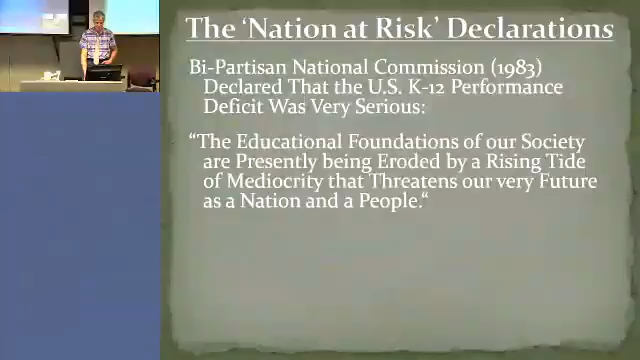 The 'Nation at Risk' Declarations
Bi-Partisan National Commission (1983)
Declared That the U.S. K-12 Performance
Deficit Was Very Serious:
“The Educational Foundations of our Society
are Presently being Eroded by a Rising Tide
of Mediocrity that Threatens our very Future
as a Nation and a People.“